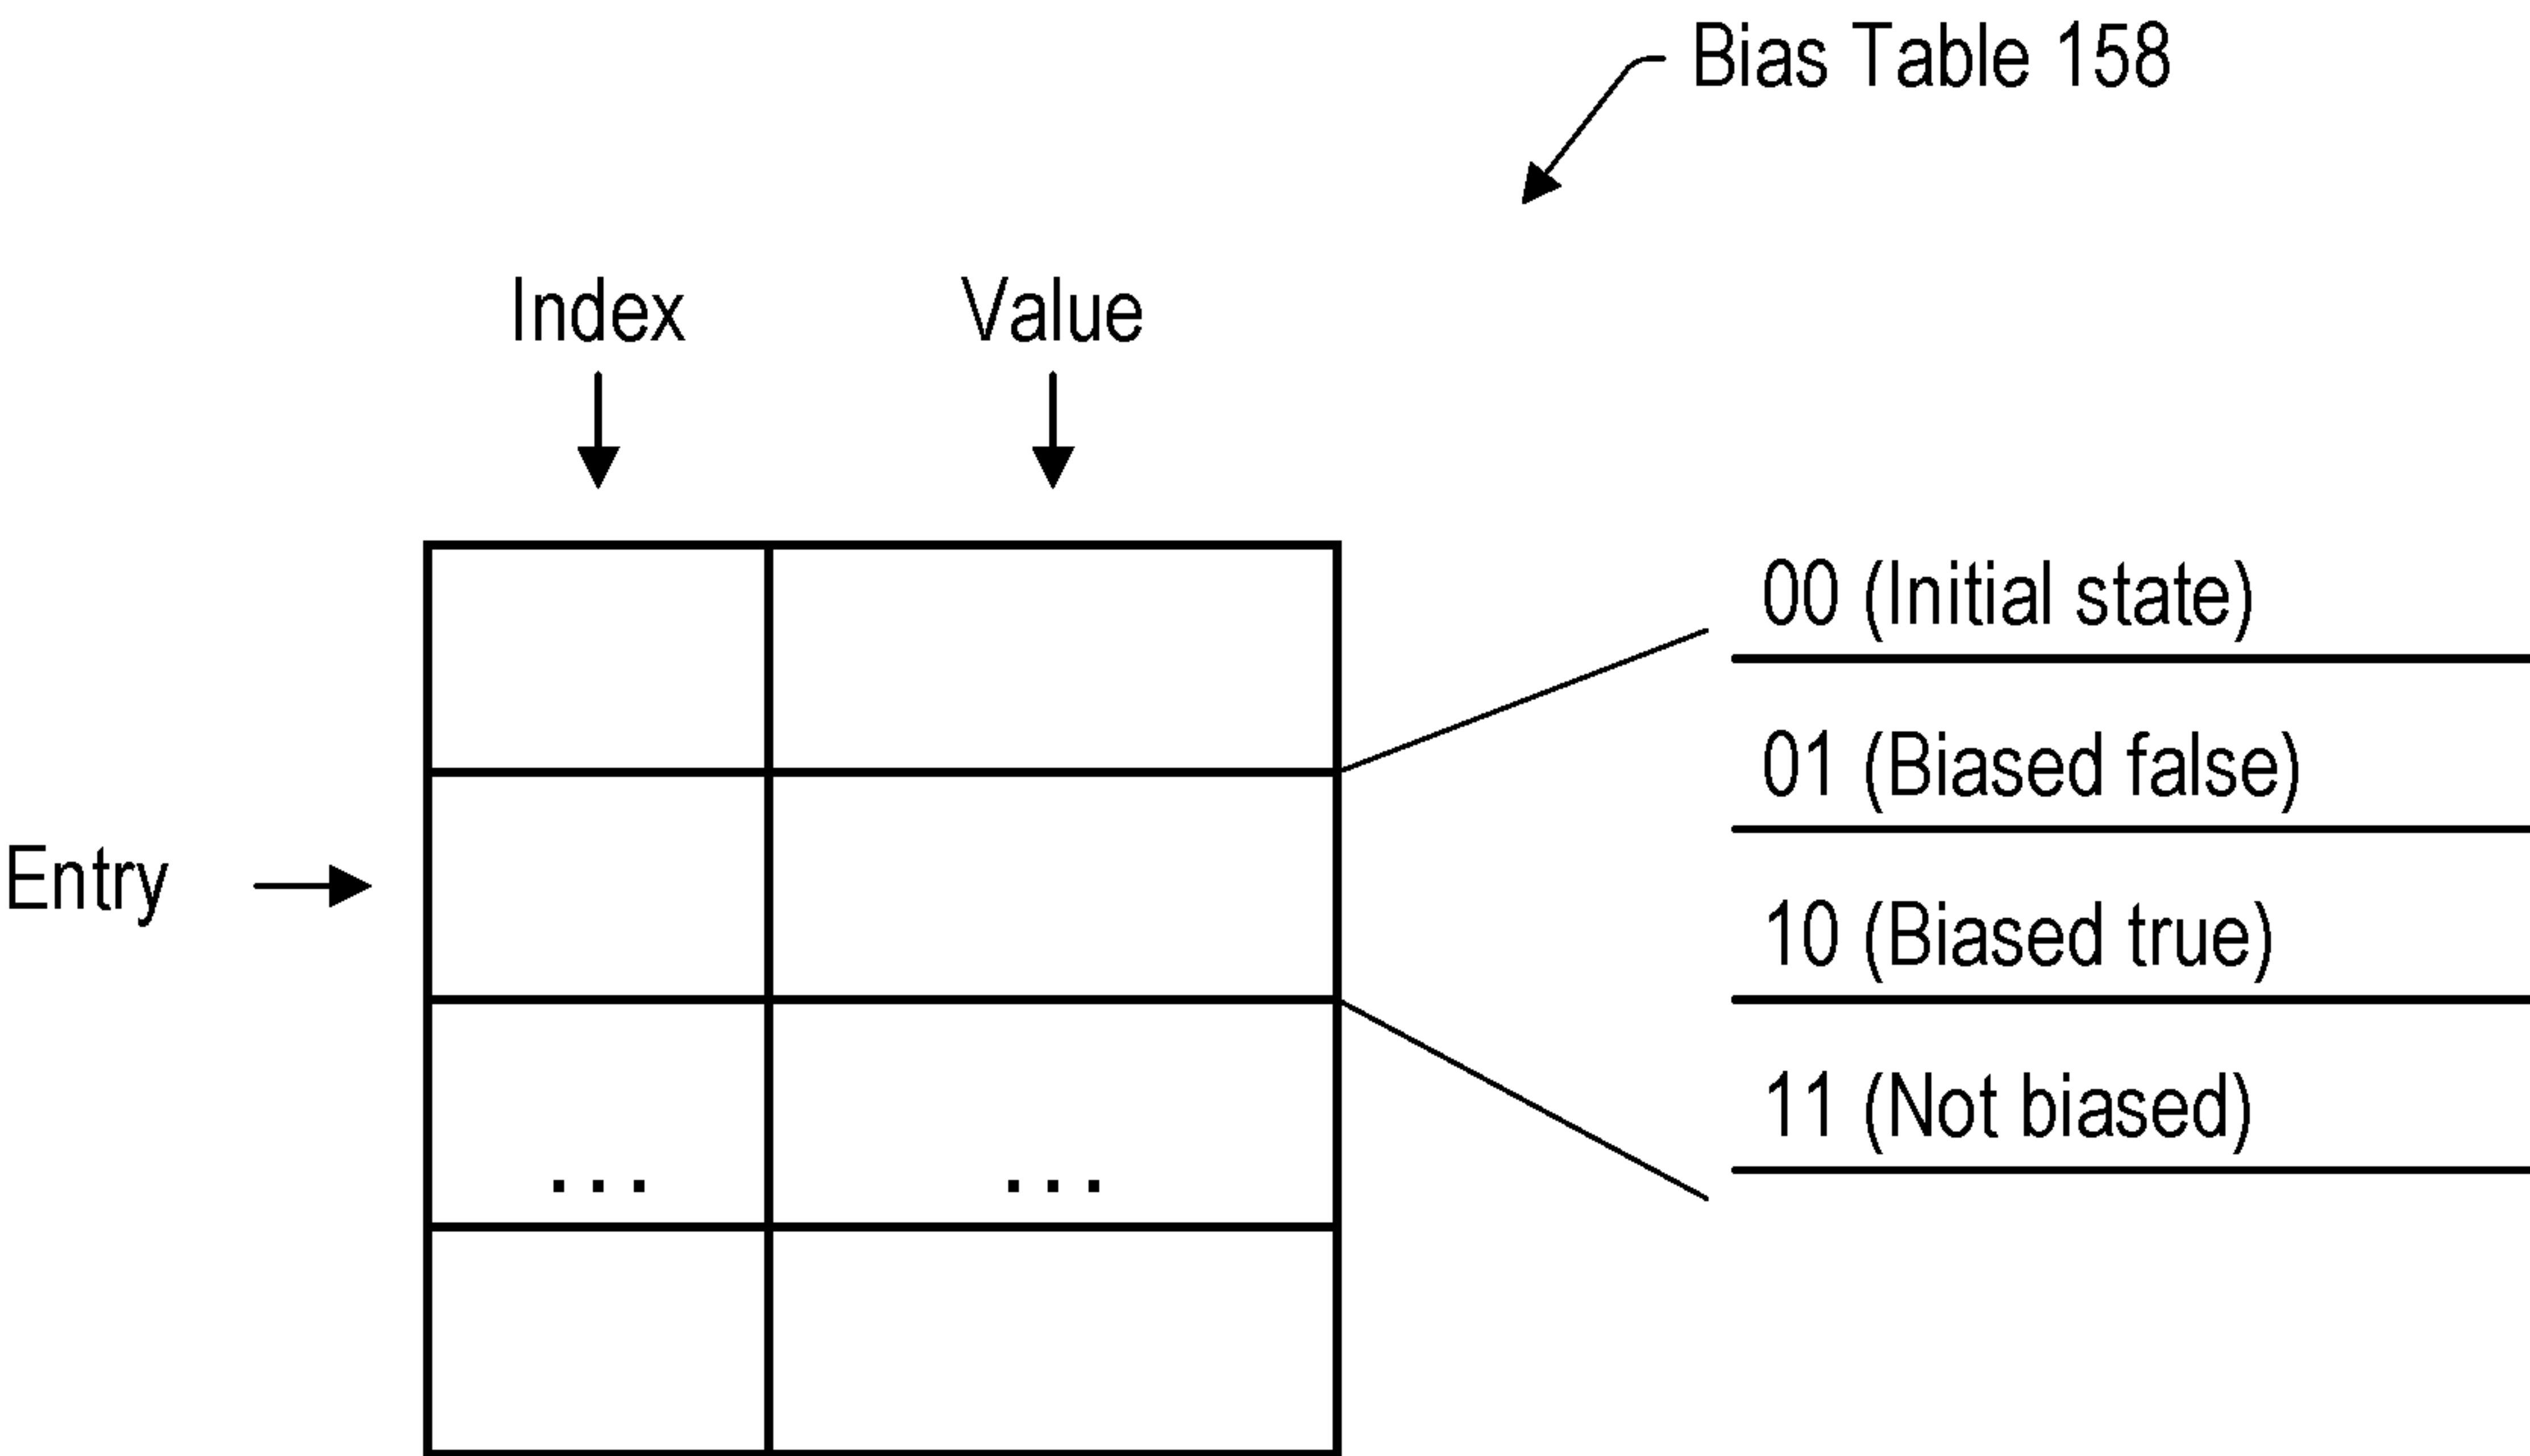 Bias Table 158
Index
Value
00 (Initial state)
01 (Biased false)
Entry
10 (Biased true)
11 (Not biased)
... ...